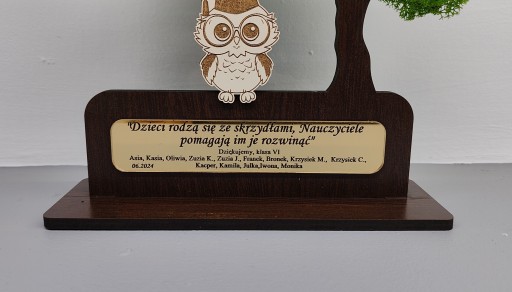 "Dzieci rodzą się ze skrzydłami, Nauczyciele
pomagają im je rozwinąć"
Dziękujemy, klasa VI
Asia, Kasia, Oliwia, Zuzia K., Zuzia J., Franek, Bronek, Krzysiek M., Krzysiek C.,
06.2024 Kacper, Kamila, Julka,Iwona, Monika